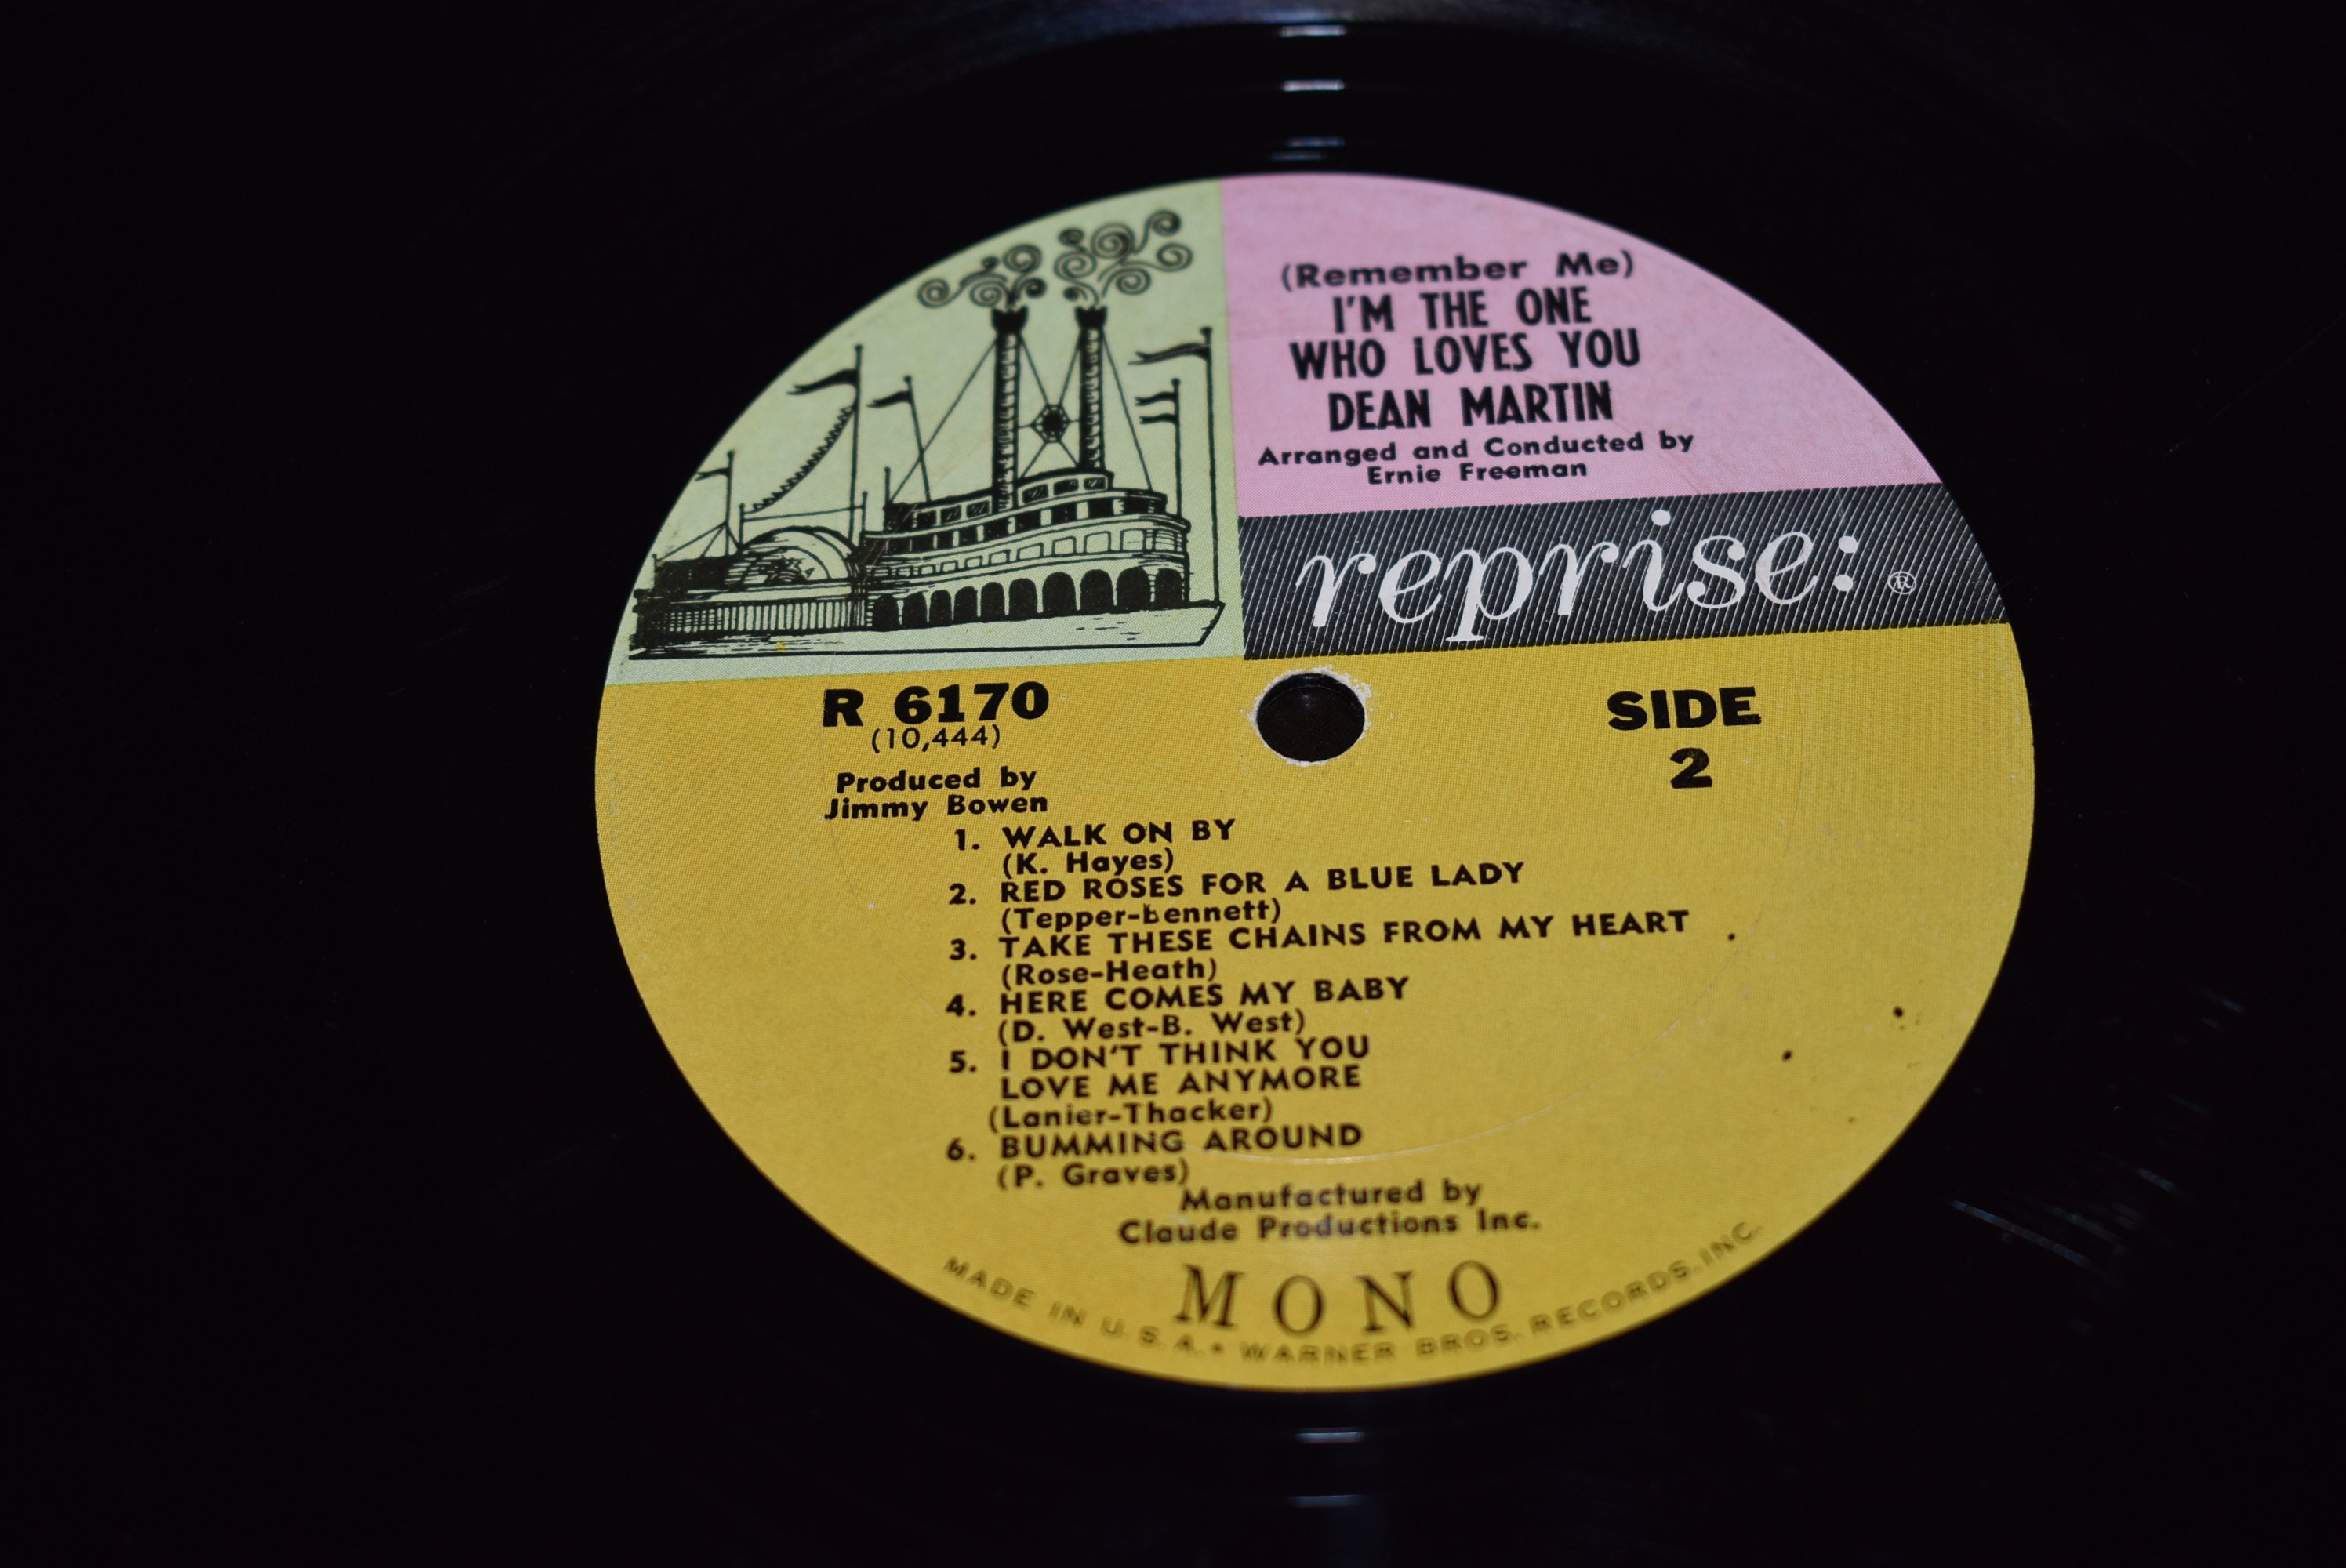 (Remember Me)
I'M THE ONE
WHO LOVES YOU
DEAN MARTIN
Arranged and Conducted by
Ernie Freeman
reprise: ®
R 6170
(10,444)
SIDE
2
Produced by
Jimmy Bowen
1. WALK ON BY
(K. Hayes)
2. RED ROSES FOR A BLUE LADY
(Tepper-Bennett)
3. TAKE THESE CHAINS FROM MY HEART
(Rose-Heath)
4. HERE COMES MY BABY
(D. West-B. West)
5. I DON'T THINK YOU
LOVE ME ANYMORE
(Lanier-Thacker)
6. BUMMING AROUND
(P. Graves)
Manufactured by
Claude Productions Inc.
MONO
MADE IN U.S.A. • WARNER BROS. RECORDS, INC.